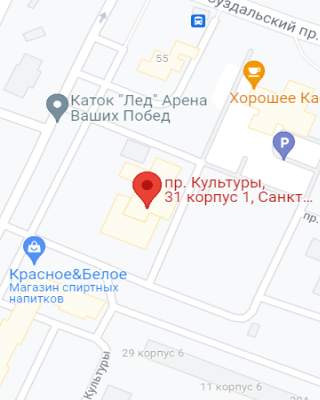 Суздальский пр.
55
Хорошее Ка
Каток "Лед" Арена
Ваших Побед
P
пр. Культуры,
31 корпус 1, Санкт...
пр.
Красное&Белое
Магазин спиртных
напитков
29 корпус 6
Культуры
11 корпус 6